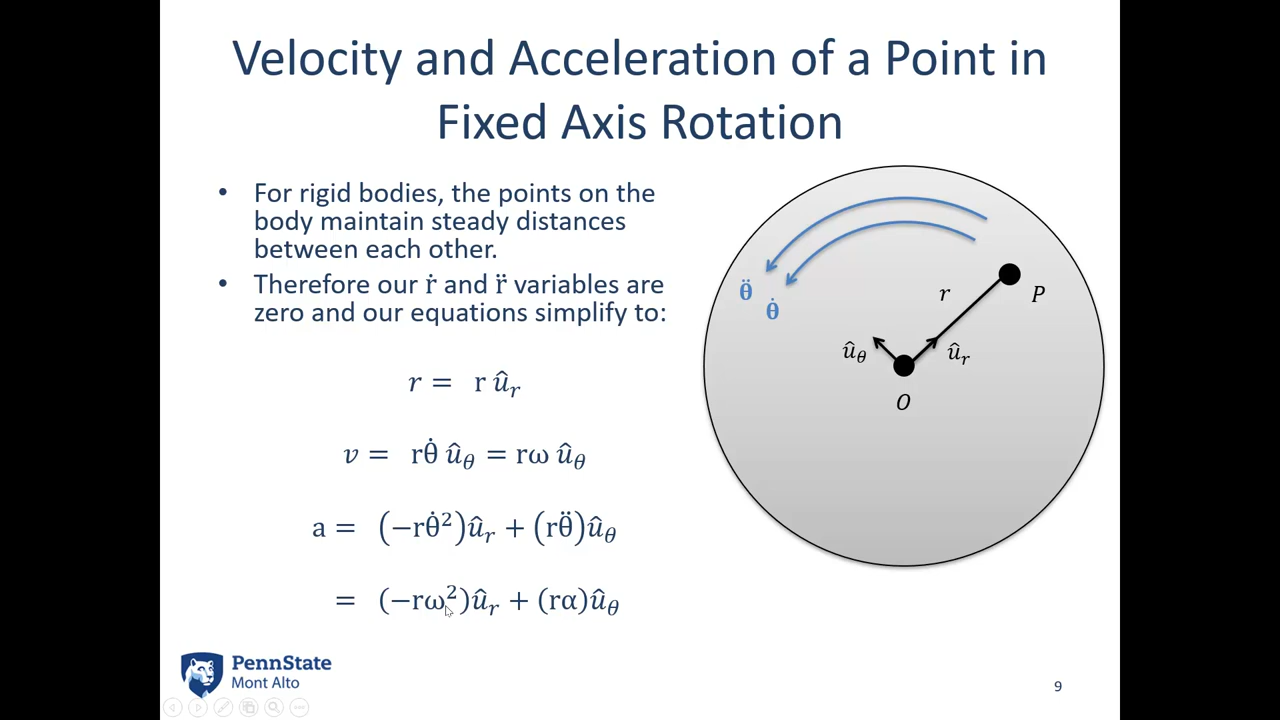 Velocity and Acceleration of a Point in
Fixed Axis Rotation
• For rigid bodies, the points on the
body maintain steady distances
between each other.
• Therefore our ṙ and r̈ variables are
zero and our equations simplify to:
r = r û_r
v = rθ̇ û_θ = rω û_θ
a = (−rθ̇²)û_r + (rθ̈)û_θ
= (−rω²)û_r + (rα)û_θ
θ̈
θ̇
r
P
û_θ
û_r
O
PennState
Mont Alto
9